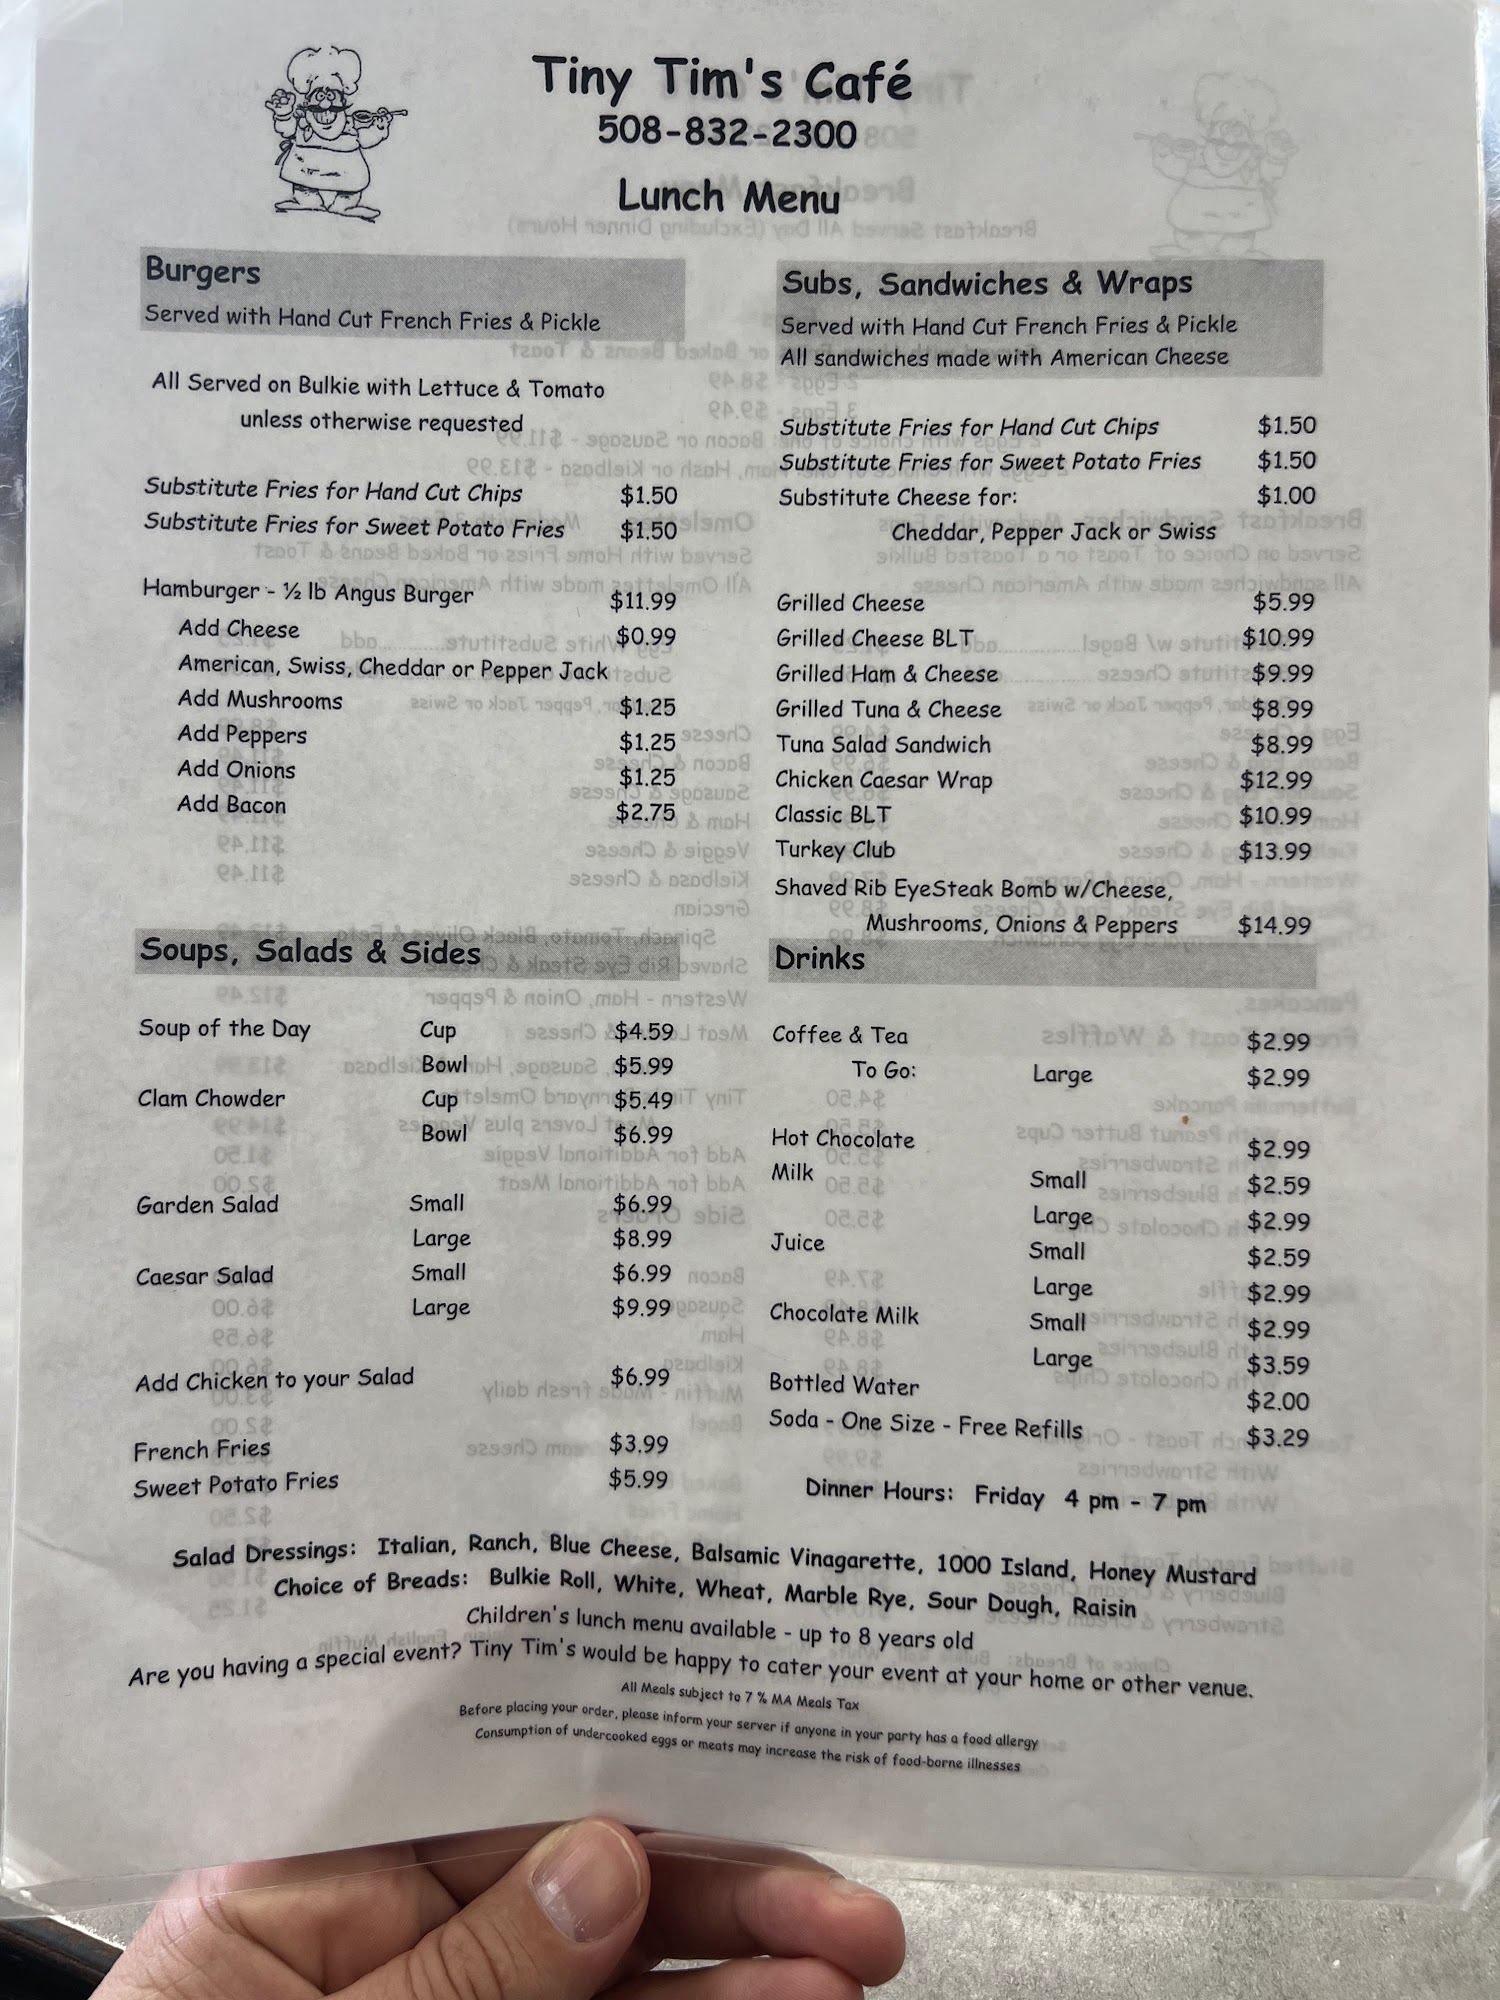 Tiny Tim's Café
508-832-2300
Lunch Menu
Burgers
Served with Hand Cut French Fries & Pickle
All Served on Bulkie with Lettuce & Tomato
unless otherwise requested
Substitute Fries for Hand Cut Chips $1.50
Substitute Fries for Sweet Potato Fries $1.50
Hamburger - ½ lb Angus Burger $11.99
Add Cheese $0.99
American, Swiss, Cheddar or Pepper Jack
Add Mushrooms $1.25
Add Peppers $1.25
Add Onions $1.25
Add Bacon $2.75
Subs, Sandwiches & Wraps
Served with Hand Cut French Fries & Pickle
All sandwiches made with American Cheese
Substitute Fries for Hand Cut Chips $1.50
Substitute Fries for Sweet Potato Fries $1.50
Substitute Cheese for: $1.00
Cheddar, Pepper Jack or Swiss
Grilled Cheese $5.99
Grilled Cheese BLT $10.99
Grilled Ham & Cheese $9.99
Grilled Tuna & Cheese $8.99
Tuna Salad Sandwich $8.99
Chicken Caesar Wrap $12.99
Classic BLT $10.99
Turkey Club $13.99
Shaved Rib EyeSteak Bomb w/Cheese,
Mushrooms, Onions & Peppers $14.99
Soups, Salads & Sides
Soup of the Day Cup $4.59
Bowl $5.99
Clam Chowder Cup $5.49
Bowl $6.99
Garden Salad Small $6.99
Large $8.99
Caesar Salad Small $6.99
Large $9.99
Add Chicken to your Salad $6.99
French Fries $3.99
Sweet Potato Fries $5.99
Drinks
Coffee & Tea $2.99
To Go: Large $2.99
Hot Chocolate $2.99
Milk Small $2.59
Large $2.99
Juice Small $2.59
Large $2.99
Chocolate Milk Small $2.99
Large $3.59
Bottled Water $2.00
Soda - One Size - Free Refills $3.29
Dinner Hours: Friday 4 pm - 7 pm
Salad Dressings: Italian, Ranch, Blue Cheese, Balsamic Vinagarette, 1000 Island, Honey Mustard
Choice of Breads: Bulkie Roll, White, Wheat, Marble Rye, Sour Dough, Raisin
Children's lunch menu available - up to 8 years old
Are you having a special event? Tiny Tim's would be happy to cater your event at your home or other venue.
All Meals subject to 7 % MA Meals Tax
Before placing your order, please inform your server if anyone in your party has a food allergy
Consumption of undercooked eggs or meats may increase the risk of food-borne illnesses